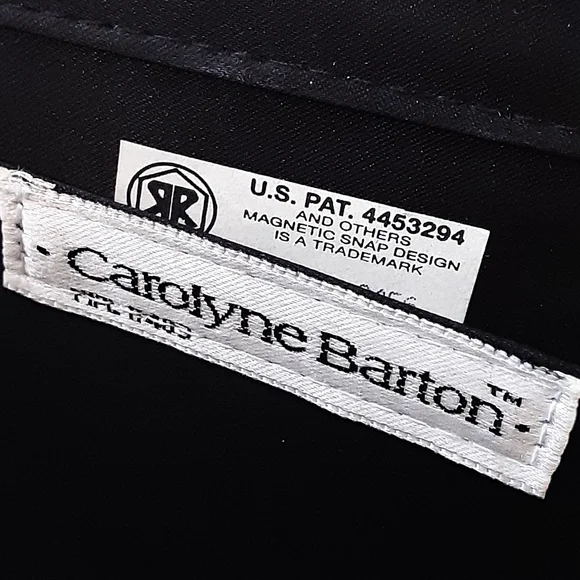 U.S. PAT. 4453294
AND OTHERS
MAGNETIC SNAP DESIGN
IS A TRADEMARK
Carolyne Barton™